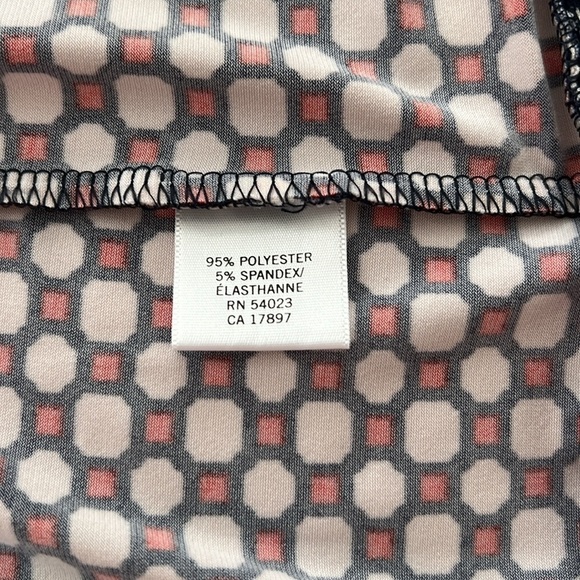 95% POLYESTER
5% SPANDEX/
ÉLASTHANNE
RN 54023
CA 17897